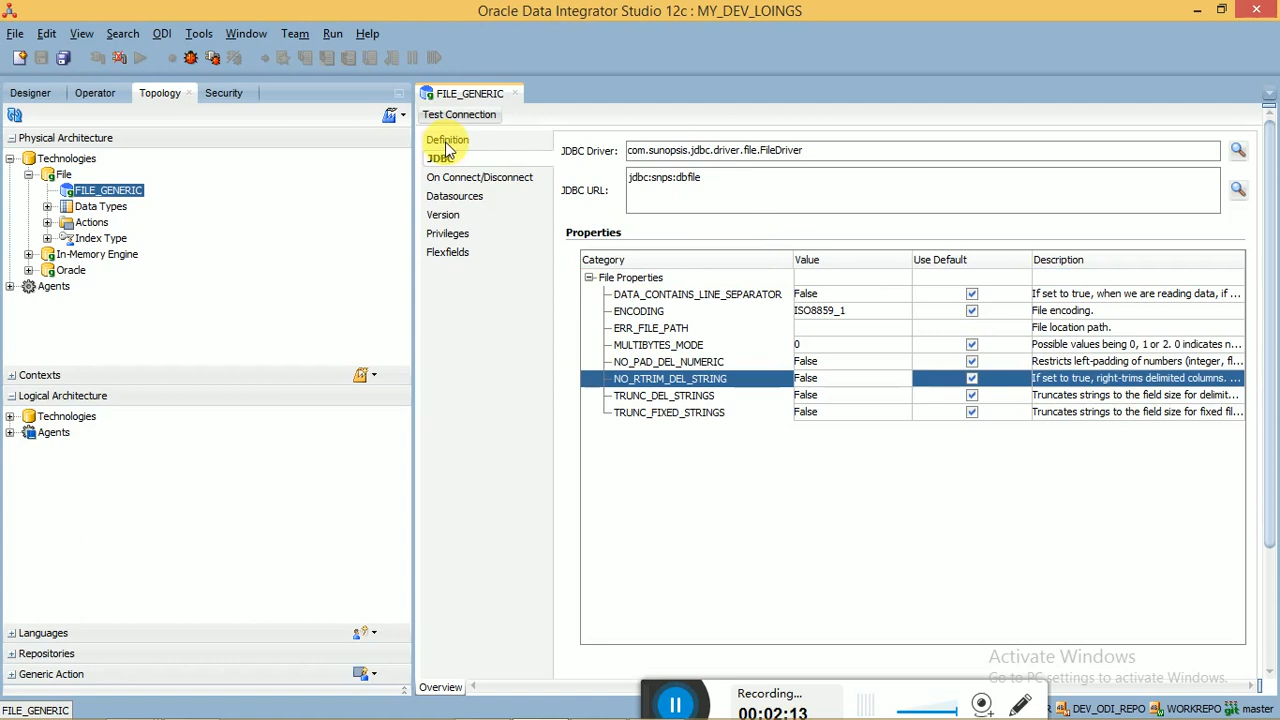 Oracle Data Integrator Studio 12c : MY_DEV_LOINGS
File Edit View Search ODI Tools Window Team Run Help
Designer Operator Topology Security
FILE_GENERIC
Test Connection
Physical Architecture
Technologies
File
FILE_GENERIC
Data Types
Actions
Index Type
In-Memory Engine
Oracle
Agents
Contexts
Logical Architecture
Technologies
Agents
Languages
Repositories
Generic Action
Definition
JDBC
On Connect/Disconnect
Datasources
Version
Privileges
Flexfields
JDBC Driver: com.sunopsis.jdbc.driver.file.FileDriver
JDBC URL: jdbc:snps:dbfile
Properties
Category Value Use Default Description
File Properties
DATA_CONTAINS_LINE_SEPARATOR False If set to true, when we are reading data, if ...
ENCODING ISO8859_1 File encoding.
ERR_FILE_PATH File location path.
MULTIBYTES_MODE 0 Possible values being 0, 1 or 2. 0 indicates n...
NO_PAD_DEL_NUMERIC False Restricts left-padding of numbers (integer, fl...
NO_RTRIM_DEL_STRING False If set to true, right-trims delimited columns. ...
TRUNC_DEL_STRINGS False Truncates strings to the field size for delimit...
TRUNC_FIXED_STRINGS False Truncates strings to the field size for fixed fil...
Activate Windows
Go to PC settings to activate Windows.
Overview
Recording...
00:02:13
FILE_GENERIC
DEV_ODI_REPO WORKREPO git master